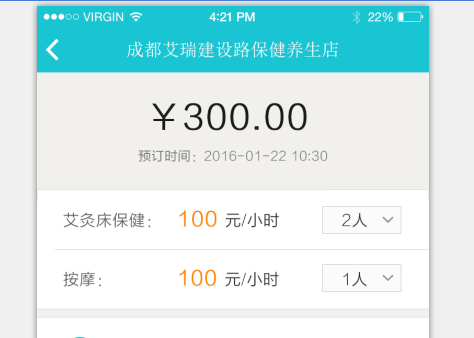 VIRGIN 4:21 PM 22%
成都艾瑞建设路保健养生店
￥300.00
预订时间：2016-01-22 10:30
艾灸床保健： 100 元/小时 2人
按摩： 100 元/小时 1人